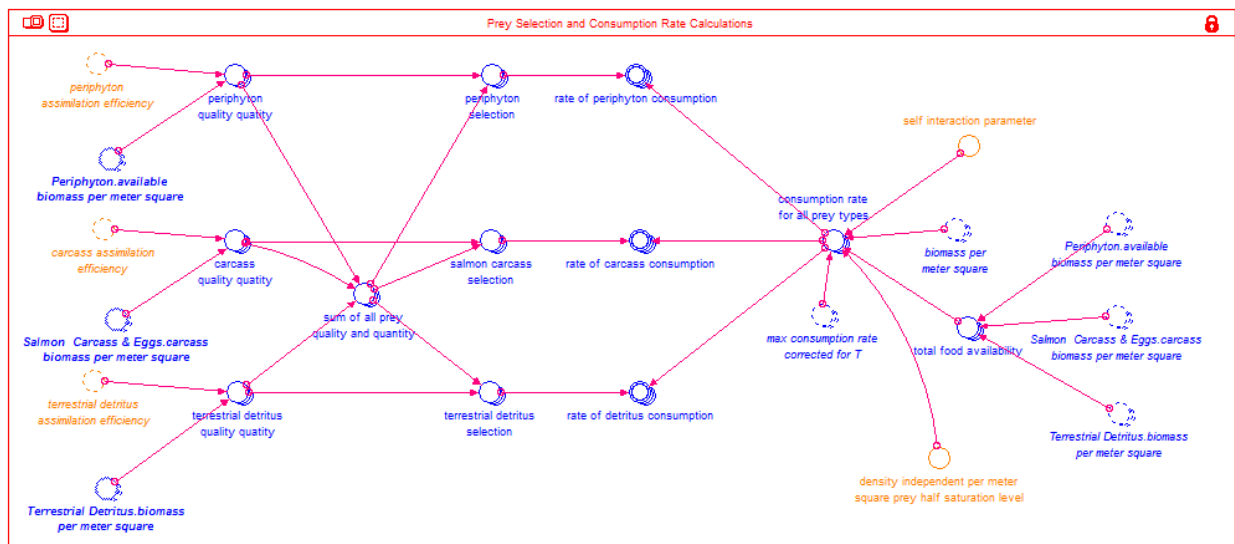 Prey Selection and Consumption Rate Calculations
periphyton
assimilation efficiency
periphyton
quality quatity
periphyton
selection
rate of periphyton consumption
self interaction parameter
Periphyton.available
biomass per meter square
consumption rate
for all prey types
carcass assimilation
efficiency
carcass
quality quatity
salmon carcass
selection
rate of carcass consumption
biomass per
meter square
Periphyton.available
biomass per meter square
sum of all prey
quality and quantity
Salmon Carcass & Eggs.carcass
biomass per meter square
max consumption rate
corrected for T
total food availability
Salmon Carcass & Eggs.carcass
biomass per meter square
terrestrial detritus
assimilation efficiency
terrestrial detritus
quality quatity
terrestrial detritus
selection
rate of detritus consumption
Terrestrial Detritus.biomass
per meter square
density independent per meter
square prey half saturation level
Terrestrial Detritus.biomass
per meter square